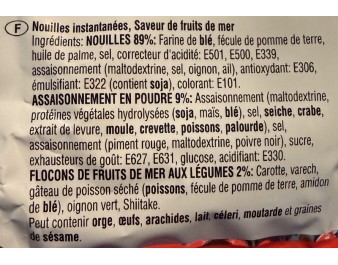 F Nouilles instantanées, Saveur de fruits de mer
Ingrédients: NOUILLES 89%: Farine de blé, fécule de pomme de terre,
huile de palme, sel, correcteur d'acidité: E501, E500, E339,
assaisonnement (maltodextrine, sel, oignon, ail), antioxydant: E306,
émulsifiant: E322 (contient soja), colorant: E101.
ASSAISONNEMENT EN POUDRE 9%: Assaisonnement (maltodextrine,
protéines végétales hydrolysées (soja, maïs, blé), sel, seiche, crabe,
extrait de levure, moule, crevette, poissons, palourde), sel,
assaisonnement (piment rouge, maltodextrine, poivre noir), sucre,
exhausteurs de goût: E627, E631, glucose, acidifiant: E330.
FLOCONS DE FRUITS DE MER AUX LÉGUMES 2%: Carotte, varech,
gâteau de poisson séché (poissons, fécule de pomme de terre, amidon
de blé), oignon vert, Shiitake.
Peut contenir orge, œufs, arachides, lait, céleri, moutarde et graines
de sésame.